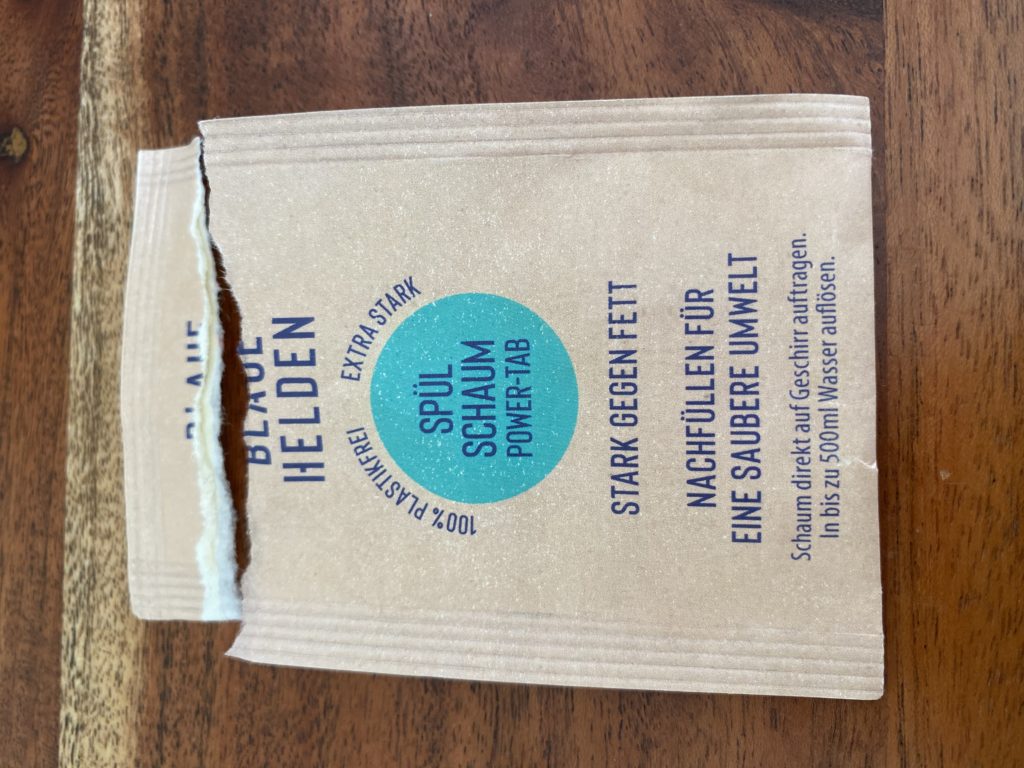 BLAUE
HELDEN
100% PLASTIKFREI EXTRA STARK
SPÜL
SCHAUM
POWER-TAB
STARK GEGEN FETT
NACHFÜLLEN FÜR
EINE SAUBERE UMWELT
Schaum direkt auf Geschirr auftragen.
In bis zu 500ml Wasser auflösen.